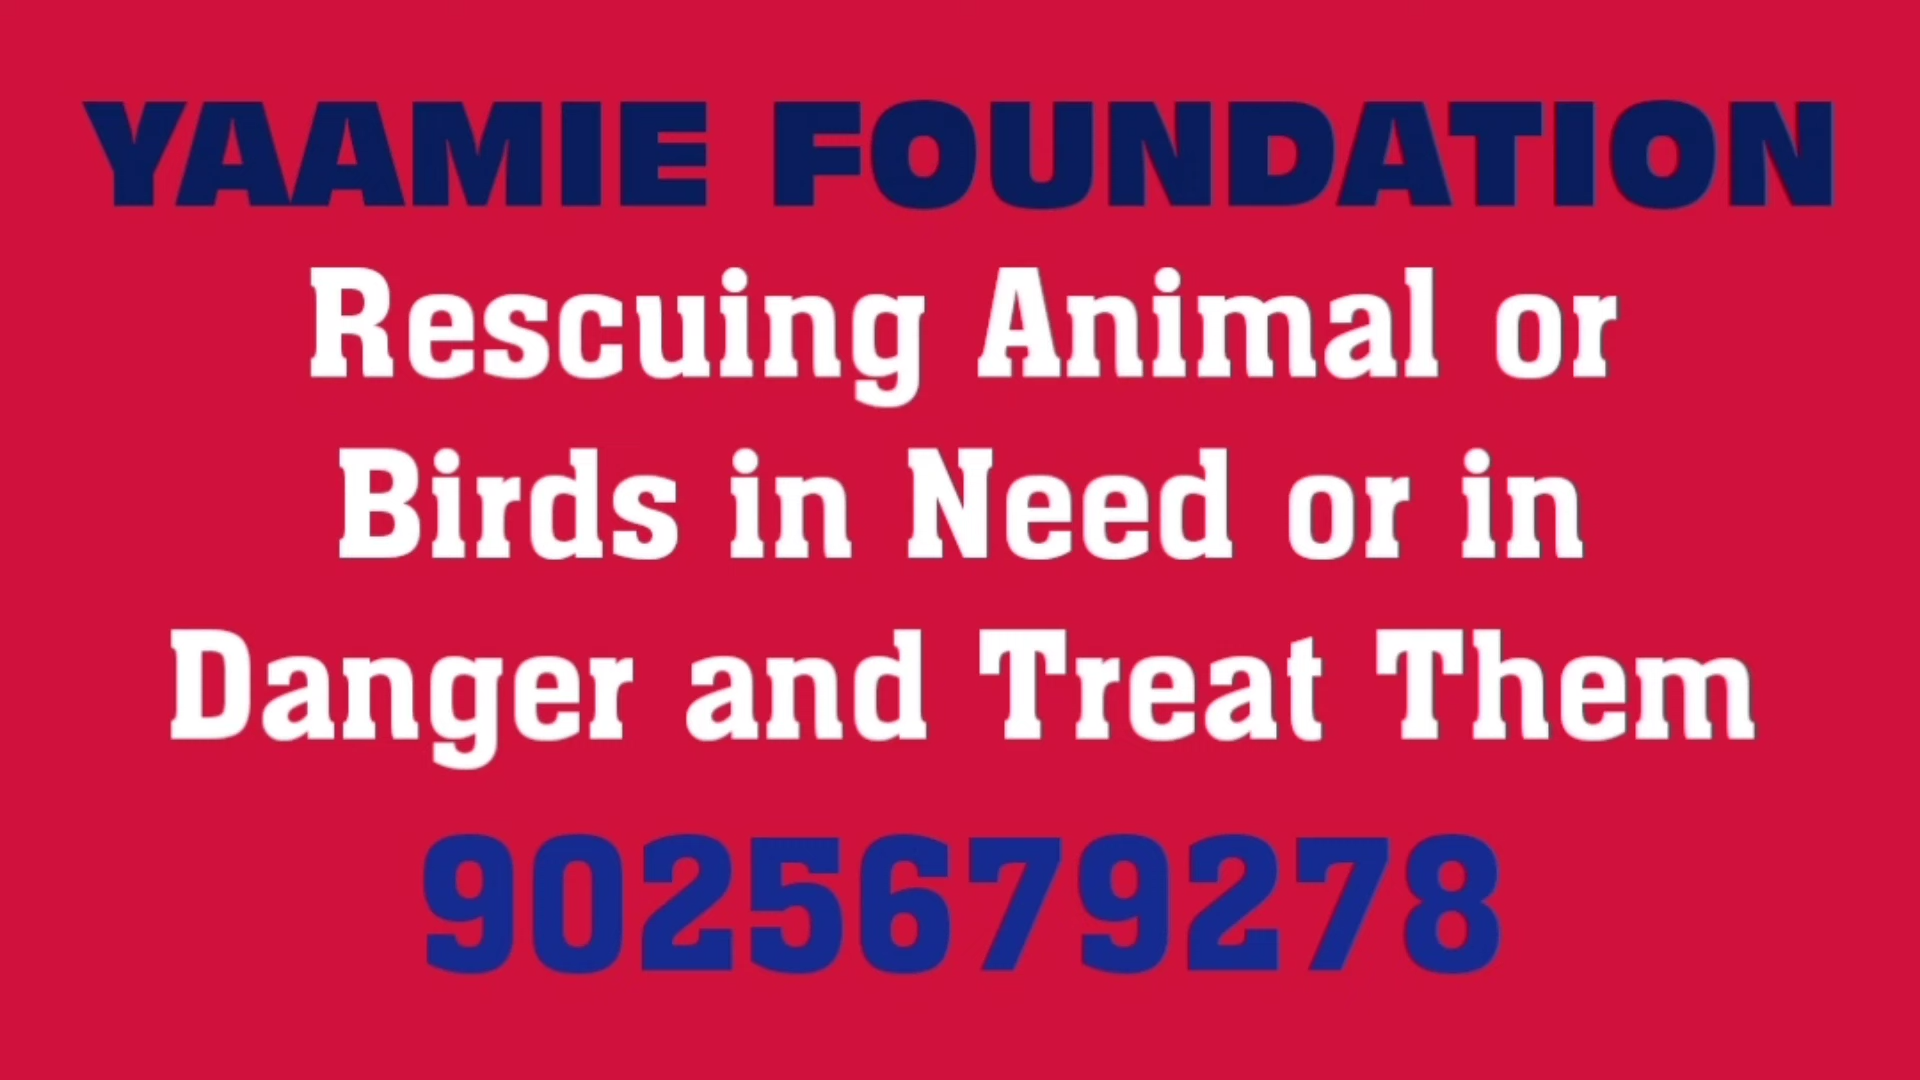 YAAMIE FOUNDATION
Rescuing Animal or
Birds in Need or in
Danger and Treat Them
9025679278